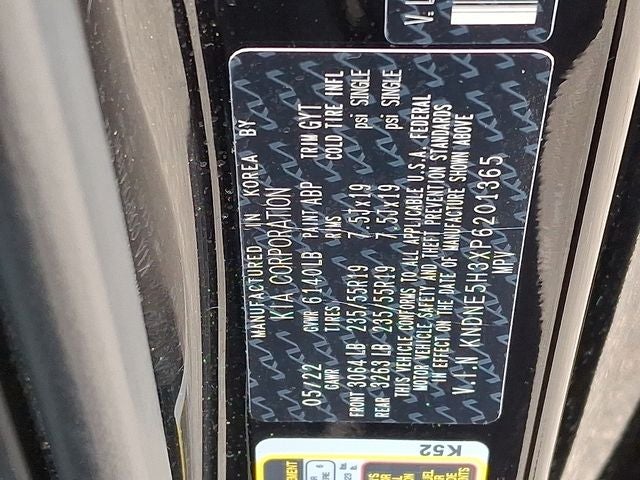 MANUFACTURED IN KOREA BY
KIA CORPORATION
05/22 GVWR 6140LB PAINT ABP TRIM GYT
GAWR TIRES RIMS COLD TIRE INFL
FRONT 3064LB 235/55R19 7.5Jx19 psi SINGLE
REAR 3263 LB 235/55R19 7.5Jx19 psi SINGLE
THIS VEHICLE CONFORMS TO ALL APPLICABLE U.S.A. FEDERAL
MOTOR VEHICLE SAFETY AND THEFT PREVENTION STANDARDS
IN EFFECT ON THE DATE OF MANUFACTURE SHOWN ABOVE
V.I.N KNDNE5H3XP6201365
MPV
K52